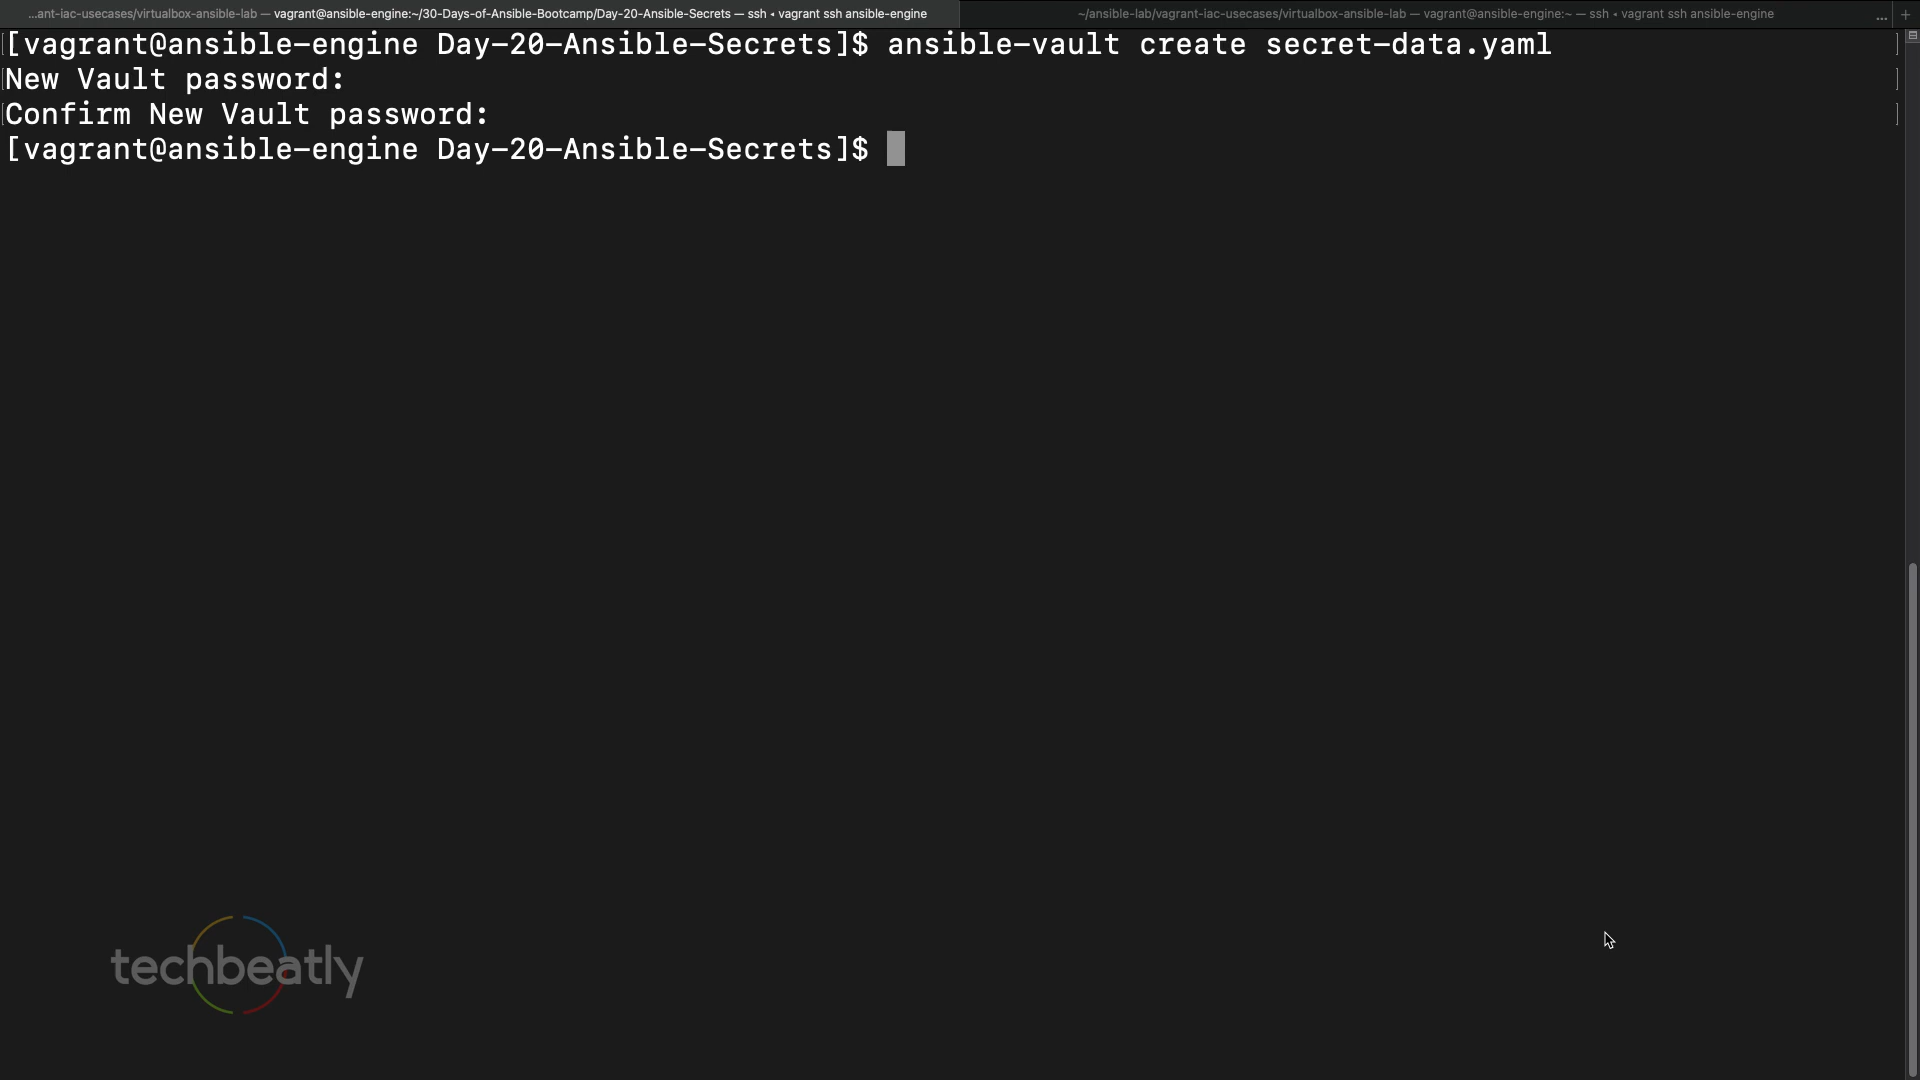 ...ant-iac-usecases/virtualbox-ansible-lab — vagrant@ansible-engine:~/30-Days-of-Ansible-Bootcamp/Day-20-Ansible-Secrets — ssh ◂ vagrant ssh ansible-engine
~/ansible-lab/vagrant-iac-usecases/virtualbox-ansible-lab — vagrant@ansible-engine:~ — ssh ◂ vagrant ssh ansible-engine ... +
[vagrant@ansible-engine Day-20-Ansible-Secrets]$ ansible-vault create secret-data.yaml
New Vault password:
Confirm New Vault password:
[vagrant@ansible-engine Day-20-Ansible-Secrets]$
techbeatly